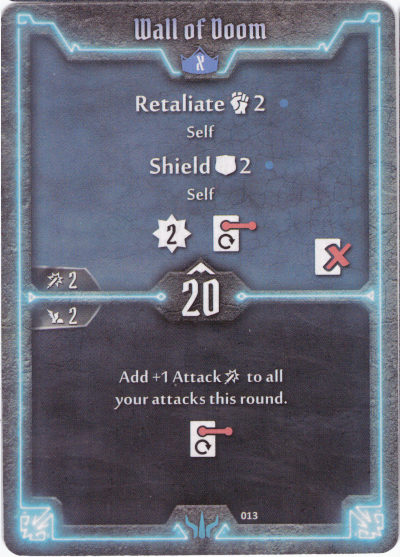 Wall of Doom
X
Retaliate 2
Self
Shield 2
Self
2
2
20
2
Add +1 Attack to all
your attacks this round.
013